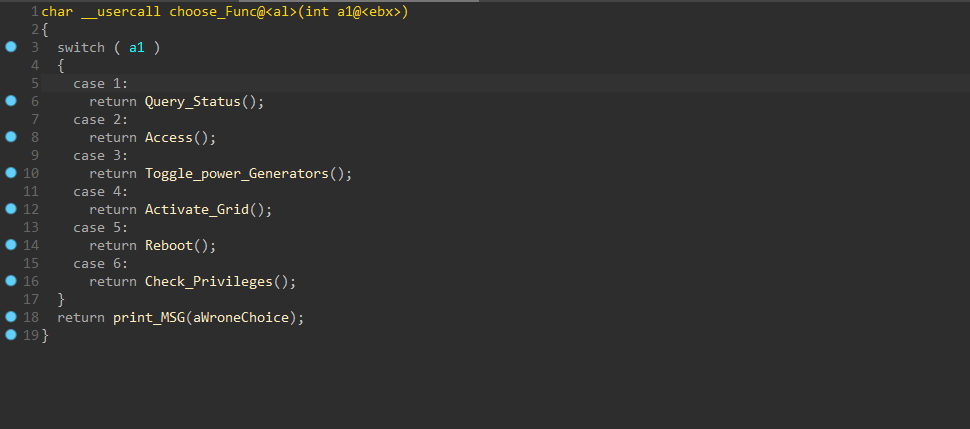 1 char __usercall choose_Func@<al>(int a1@<ebx>)
2 {
3   switch ( a1 )
4   {
5     case 1:
6       return Query_Status();
7     case 2:
8       return Access();
9     case 3:
10       return Toggle_power_Generators();
11     case 4:
12       return Activate_Grid();
13     case 5:
14       return Reboot();
15     case 6:
16       return Check_Privileges();
17   }
18   return print_MSG(aWroneChoice);
19 }